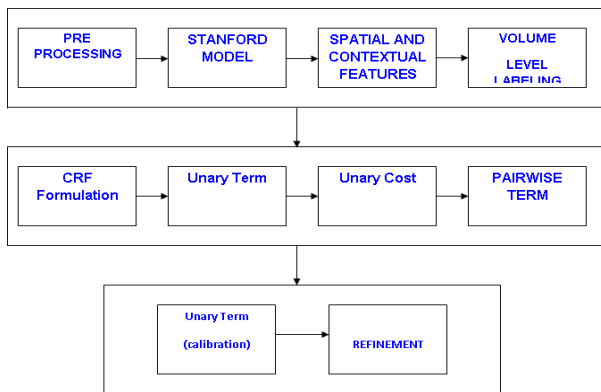 PRE
PROCESSING
STANFORD
MODEL
SPATIAL AND
CONTEXTUAL
FEATURES
VOLUME
LEVEL
LABELING
CRF
Formulation
Unary Term
Unary Cost
PAIRWISE
TERM
Unary Term
(calibration)
REFINEMENT